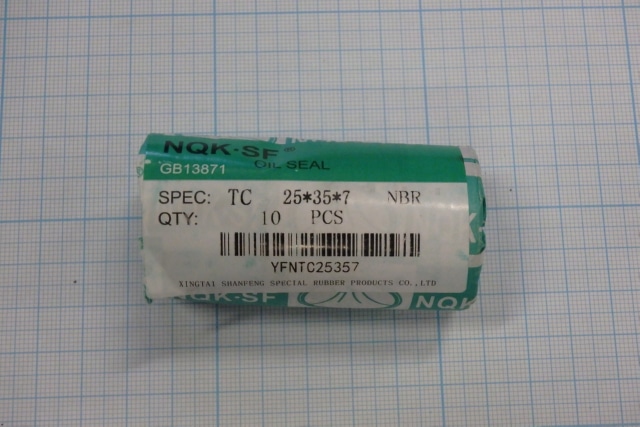 NQK·SF®
OIL SEAL
GB13871
SPEC: TC 25*35*7 NBR
QTY: 10 PCS
YFNTC25357
XINGTAI SHANFENG SPECIAL RUBBER PRODUCTS CO.,LTD
NQK·SF
NQK